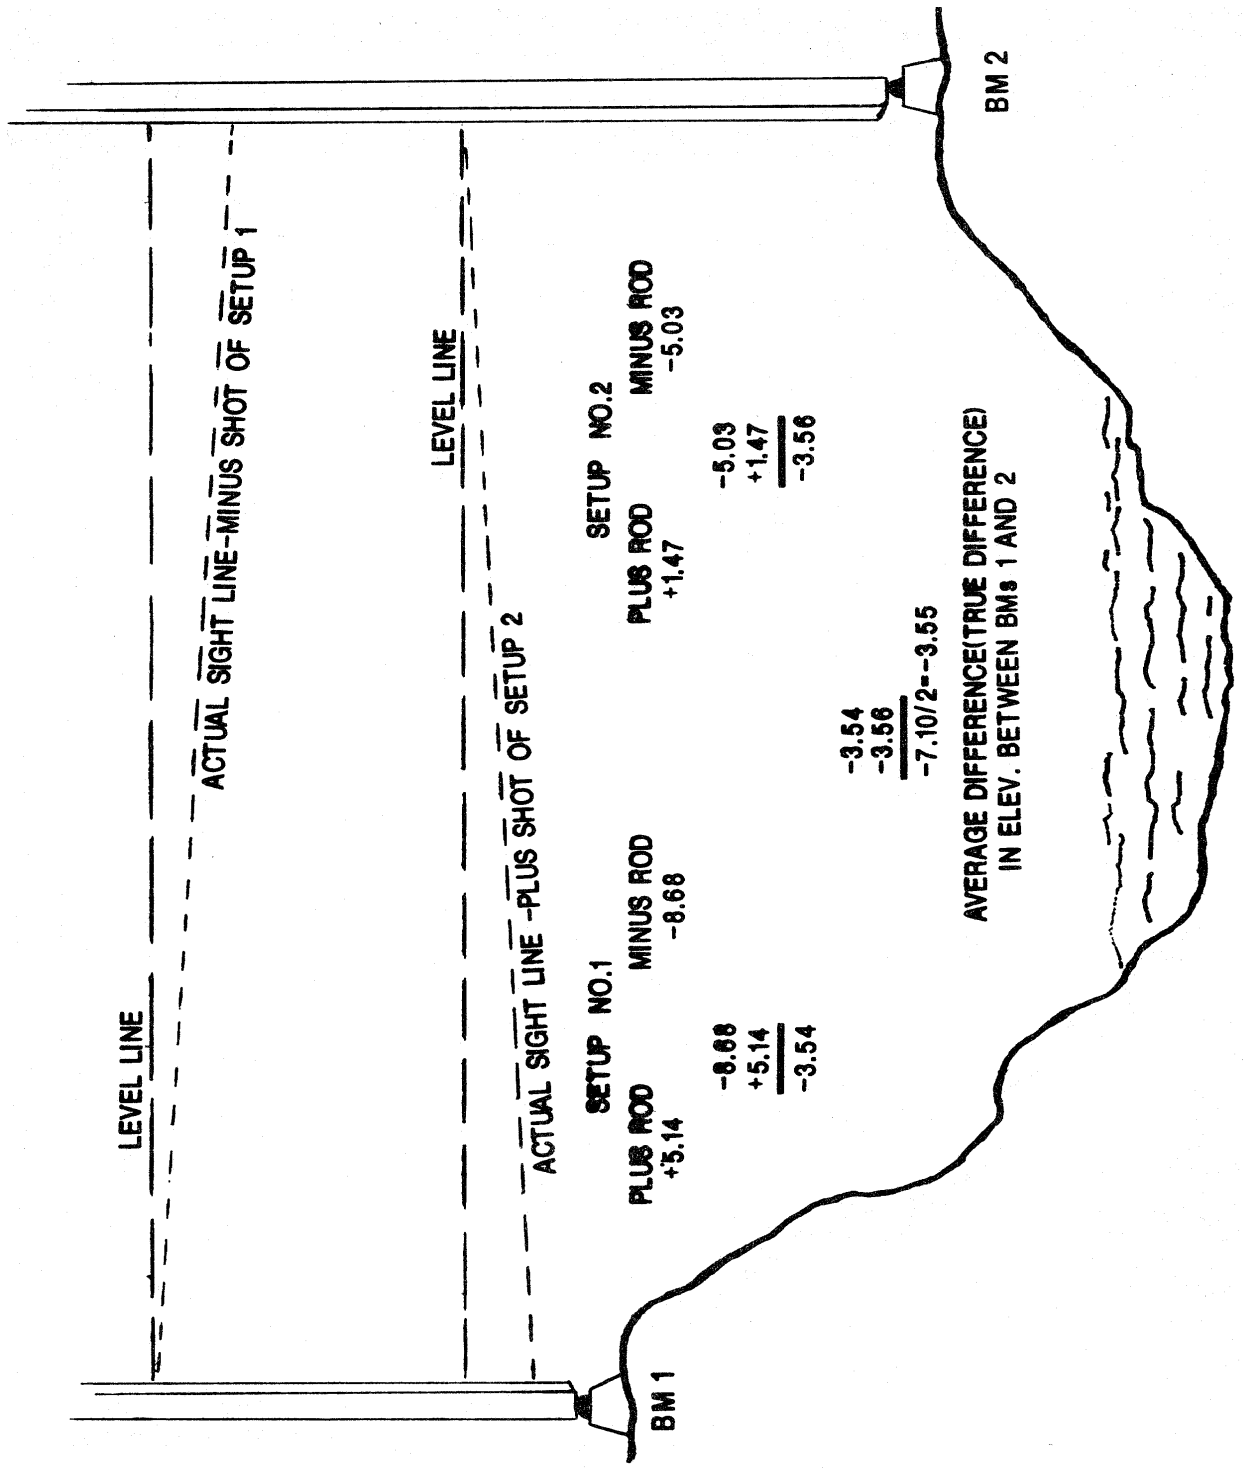 LEVEL LINE
ACTUAL SIGHT LINE-MINUS SHOT OF SETUP 1
LEVEL LINE
ACTUAL SIGHT LINE-PLUS SHOT OF SETUP 2
SETUP NO.1
PLUS ROD MINUS ROD
+5.14 -8.68
-8.68
+5.14
-3.54
SETUP NO.2
PLUS ROD MINUS ROD
+1.47 -5.03
-5.03
+1.47
-3.56
BM 1
-3.54
-3.56
-7.10/2=-3.55
AVERAGE DIFFERENCE(TRUE DIFFERENCE)
IN ELEV. BETWEEN BMs 1 AND 2
BM 2